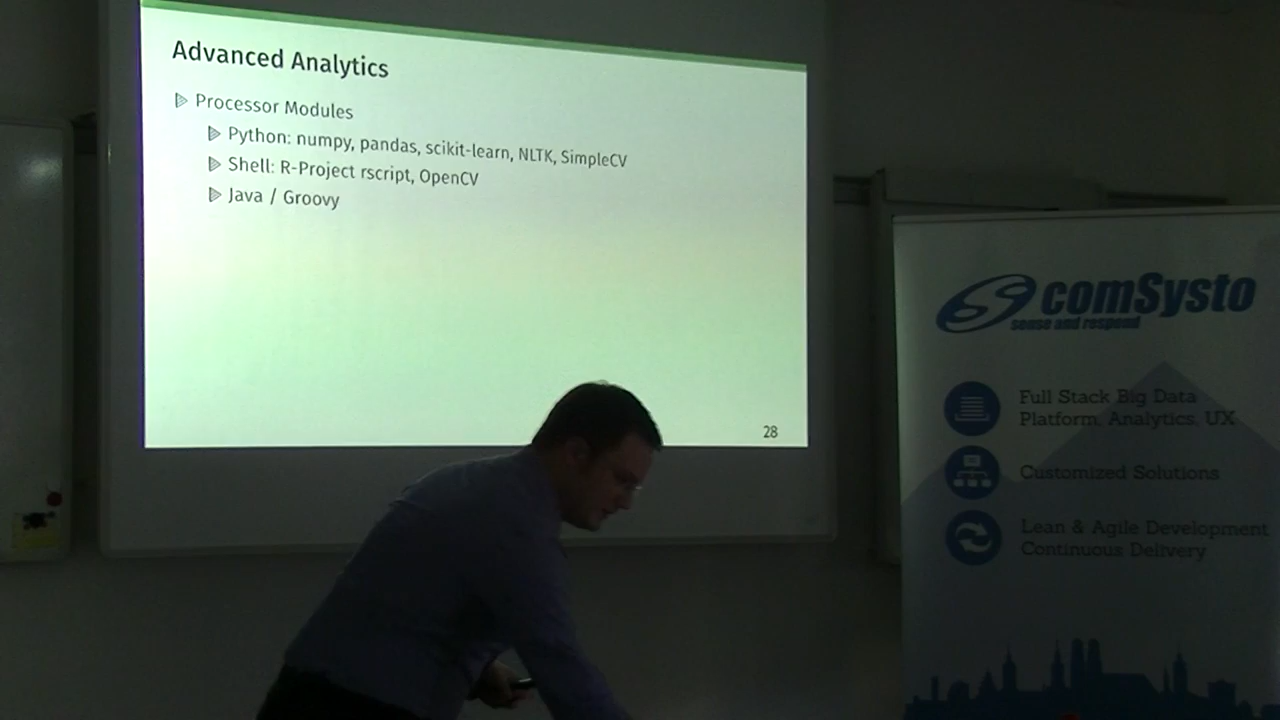 Advanced Analytics
Processor Modules
Python: numpy, pandas, scikit-learn, NLTK, SimpleCV
Shell: R-Project rscript, OpenCV
Java / Groovy
28
comSysto
sense and respond
Full Stack Big Data
Platform, Analytics, UX
Customized Solutions
Lean & Agile Development
Continuous Delivery